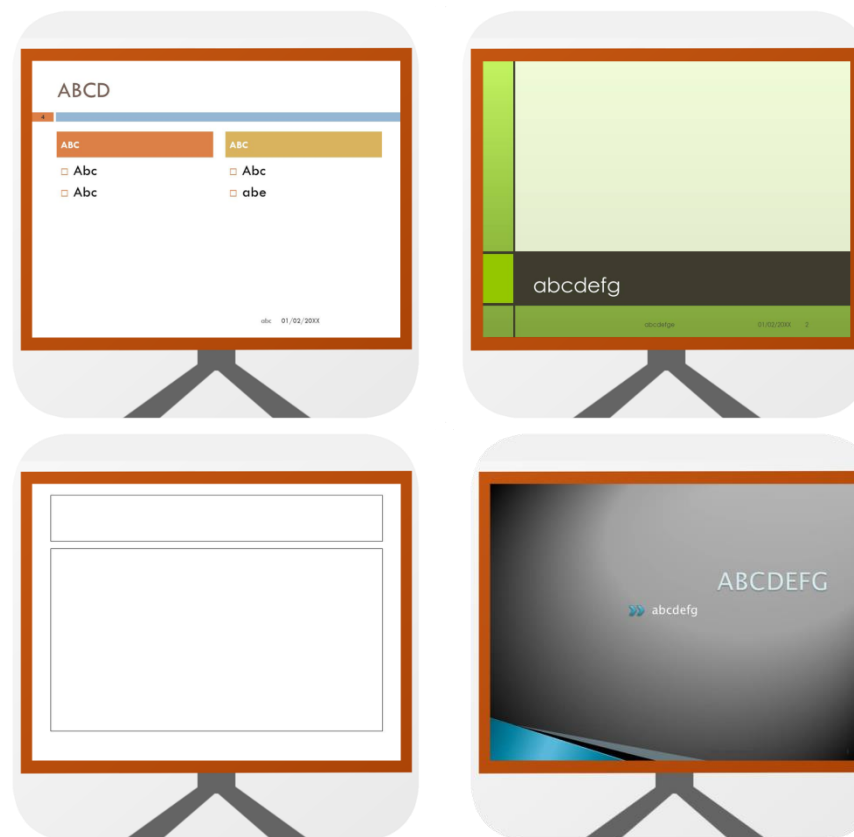 ABCD
4
ABC ABC
Abc Abc
Abc abe
abc 01/02/20XX
abcdefg
abcdefge 01/02/20XX 2
ABCDEFG
abcdefg